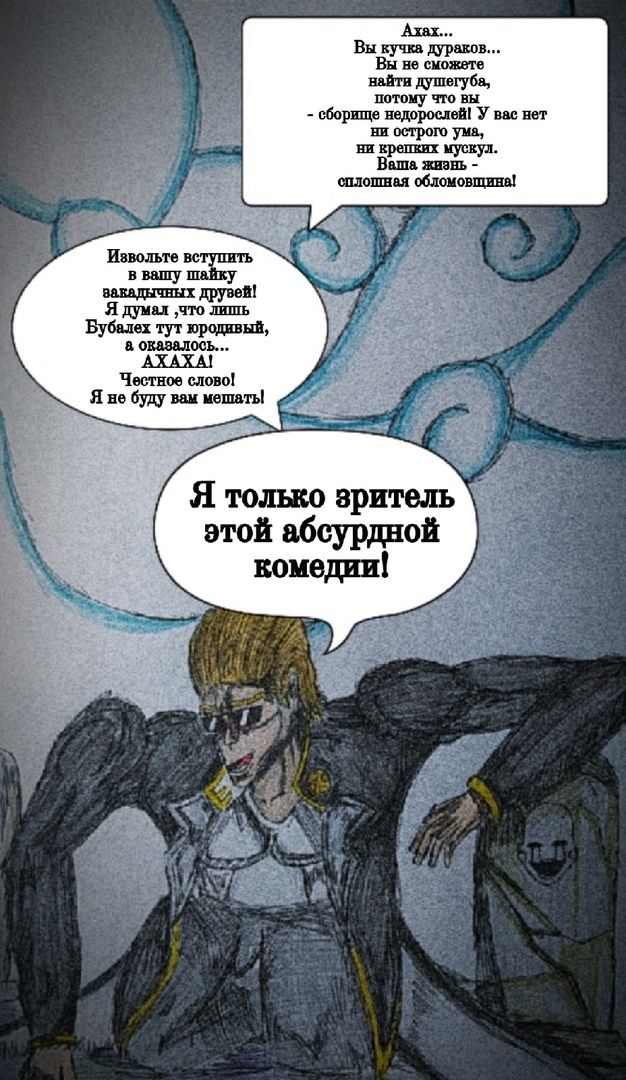 Ахах...
Вы кучка дураков...
Вы не сможете
найти душегуба,
потому что вы
- сборище недорослей! У вас нет
ни острого ума,
ни крепких мускул.
Ваша жизнь -
сплошная обломовщина!
Извольте вступить
в вашу шайку
закадычных друзей!
Я думал ,что лишь
Бубалех тут юродивый,
а оказалось...
АХАХА!
Честное слово!
Я не буду вам мешать!
Я только зритель
этой абсурдной
комедии!